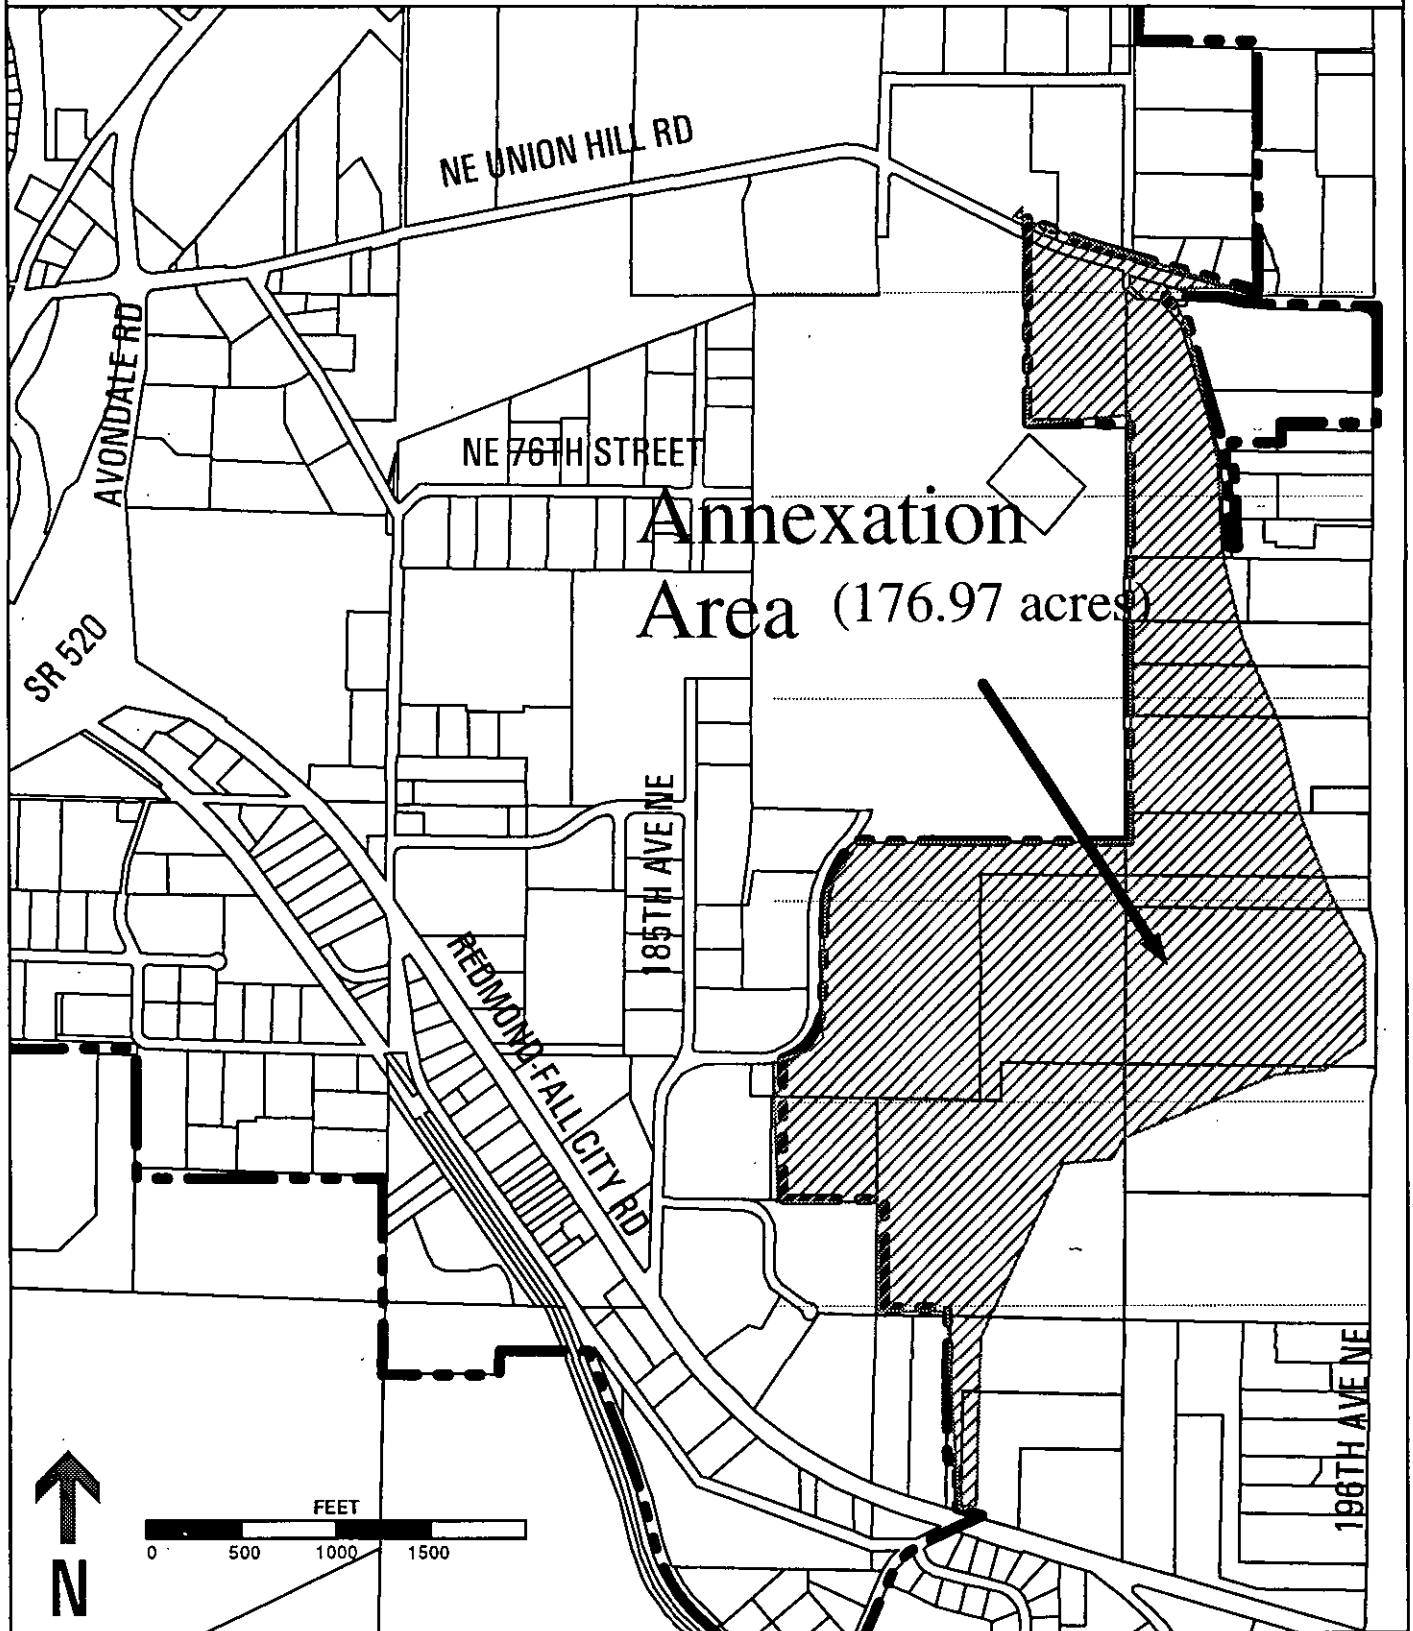 NE UNION HILL RD
AVONDALE RD
NE 76TH STREET
Annexation
Area (176.97 acres)
SR 520
185TH AVE NE
REDMOND-FALL CITY RD
196TH AVE NE
FEET
0 500 1000 1500
N